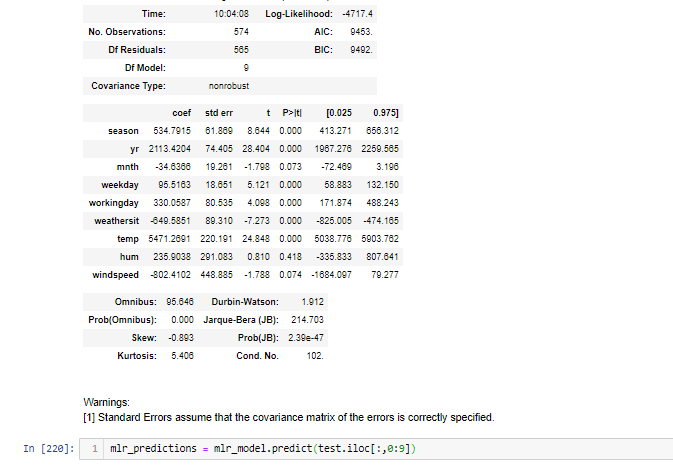 Time: 10:04:08 Log-Likelihood: -4717.4
No. Observations: 574 AIC: 9453.
Df Residuals: 565 BIC: 9492.
Df Model: 9
Covariance Type: nonrobust
coef std err t P>|t| [0.025 0.975]
season 534.7915 61.869 8.644 0.000 413.271 656.312
yr 2113.4204 74.405 28.404 0.000 1967.276 2259.565
mnth -34.6366 19.261 -1.798 0.073 -72.469 3.196
weekday 95.5163 18.651 5.121 0.000 58.883 132.150
workingday 330.0587 80.535 4.098 0.000 171.874 488.243
weathersit -649.5851 89.310 -7.273 0.000 -825.005 -474.165
temp 5471.2691 220.191 24.848 0.000 5038.776 5903.762
hum 235.9038 291.083 0.810 0.418 -335.833 807.641
windspeed -802.4102 448.885 -1.788 0.074 -1684.097 79.277
Omnibus: 95.646 Durbin-Watson: 1.912
Prob(Omnibus): 0.000 Jarque-Bera (JB): 214.703
Skew: -0.893 Prob(JB): 2.39e-47
Kurtosis: 5.406 Cond. No. 102.
Warnings:
[1] Standard Errors assume that the covariance matrix of the errors is correctly specified.
In [220]: 1 mlr_predictions = mlr_model.predict(test.iloc[:,0:9])